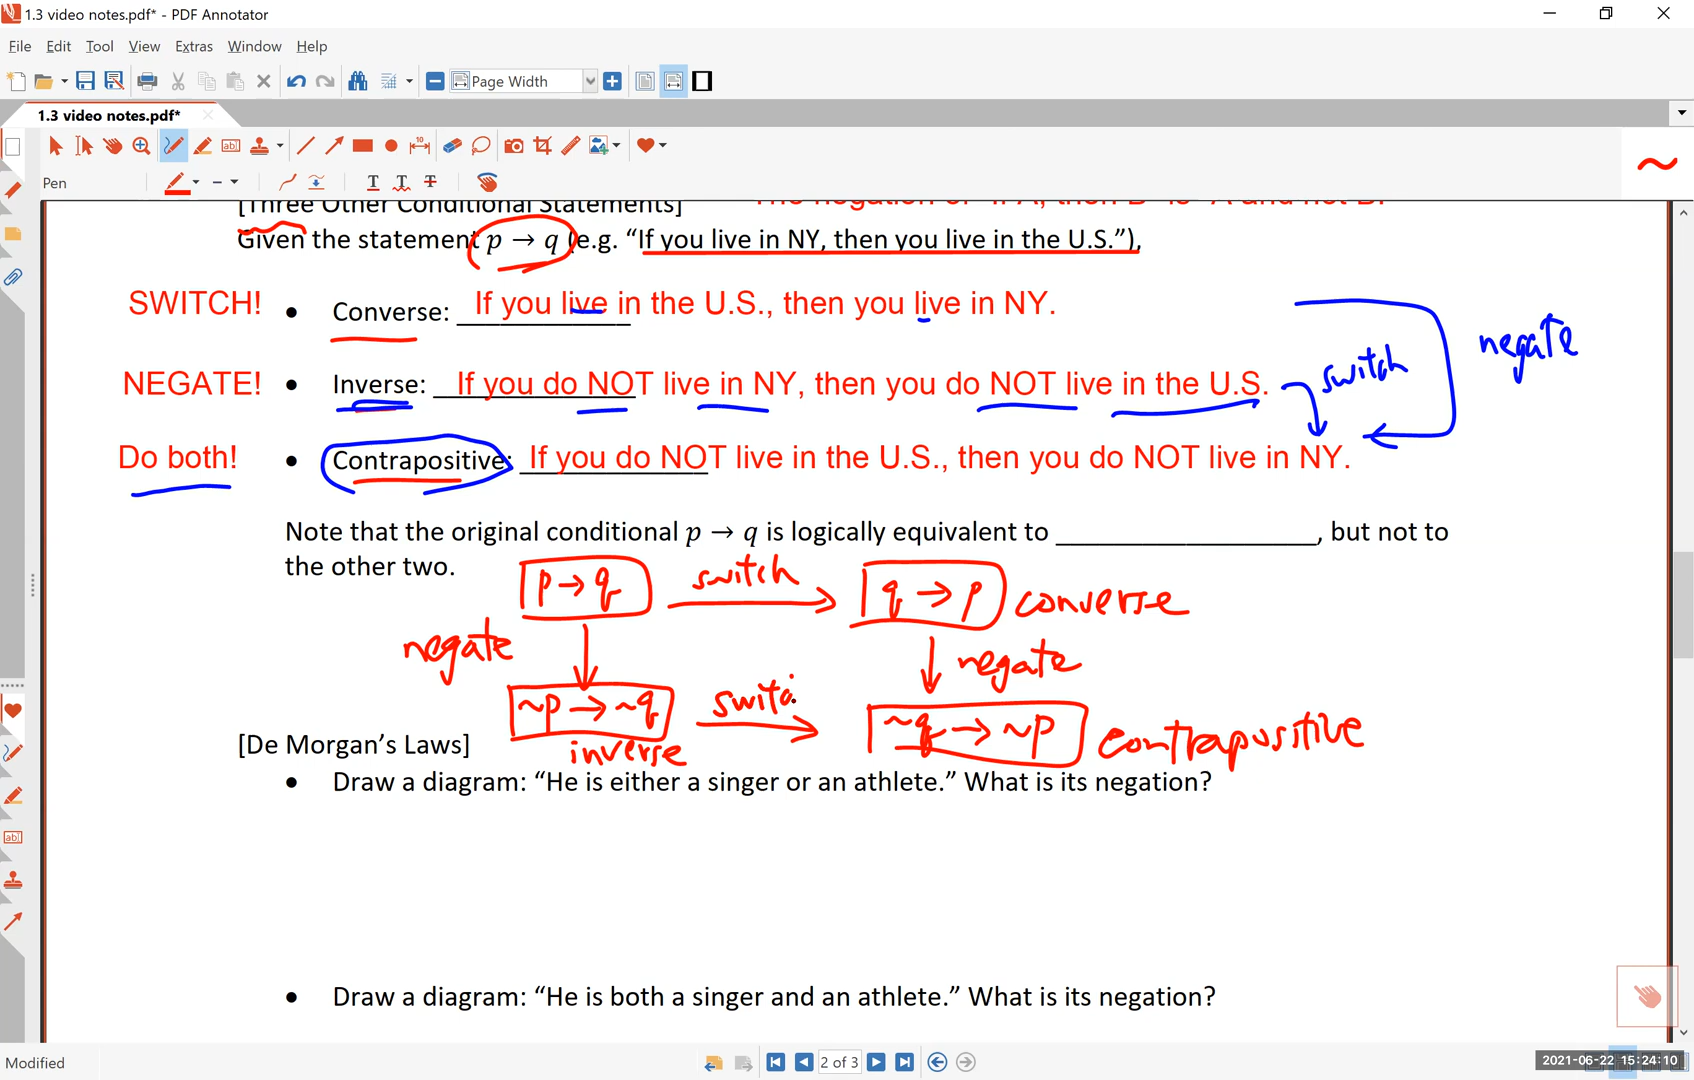 1.3 video notes.pdf* - PDF Annotator
File Edit Tool View Extras Window Help
Page Width
1.3 video notes.pdf*
Pen
[Three Other Conditional Statements]
Given the statement p → q (e.g. “If you live in NY, then you live in the U.S.”),
SWITCH! • Converse: If you live in the U.S., then you live in NY.
negate
switch
NEGATE! • Inverse: If you do NOT live in NY, then you do NOT live in the U.S.
Do both! • Contrapositive: If you do NOT live in the U.S., then you do NOT live in NY.
Note that the original conditional p → q is logically equivalent to ____________________, but not to
the other two.
p → q switch q → p converse
negate negate
~p → ~q switc ~q → ~p contrapositive
inverse
[De Morgan’s Laws]
• Draw a diagram: “He is either a singer or an athlete.” What is its negation?
• Draw a diagram: “He is both a singer and an athlete.” What is its negation?
Modified
2 of 3
2021-06-22 15:24:10